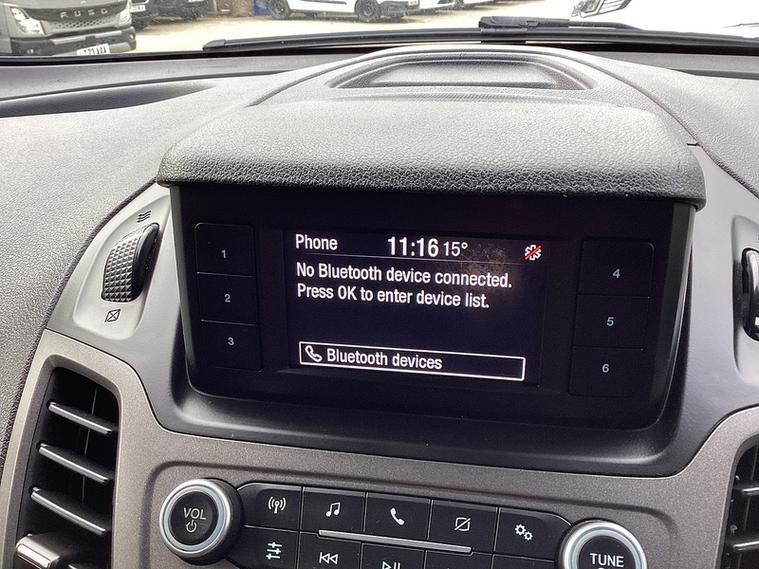 FUSO
Phone 11:16 15°
No Bluetooth device connected.
Press OK to enter device list.
Bluetooth devices
1
2
3
4
5
6
VOL
TUNE